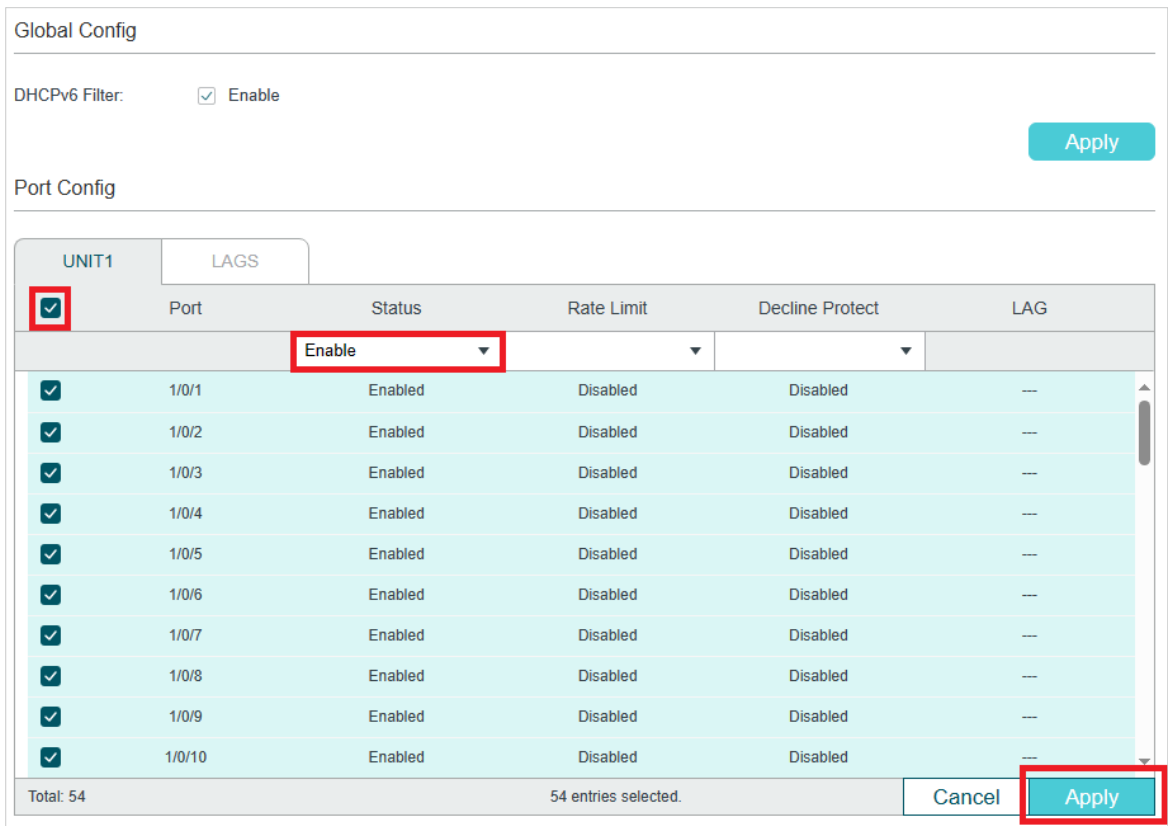 Global Config
DHCPv6 Filter: Enable
Apply
Port Config
UNIT1 LAGS
Port Status Rate Limit Decline Protect LAG
Enable
1/0/1 Enabled Disabled Disabled ---
1/0/2 Enabled Disabled Disabled ---
1/0/3 Enabled Disabled Disabled ---
1/0/4 Enabled Disabled Disabled ---
1/0/5 Enabled Disabled Disabled ---
1/0/6 Enabled Disabled Disabled ---
1/0/7 Enabled Disabled Disabled ---
1/0/8 Enabled Disabled Disabled ---
1/0/9 Enabled Disabled Disabled ---
1/0/10 Enabled Disabled Disabled ---
Total: 54 54 entries selected. Cancel Apply